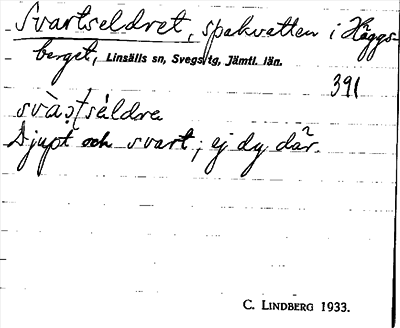 Svartseldret, spakvatten i Häggs-
berget, Linsälls sn, Svegs tg, Jämtl. län.
391
Djupt och svart; ej dy där.
C. LINDBERG 1933.